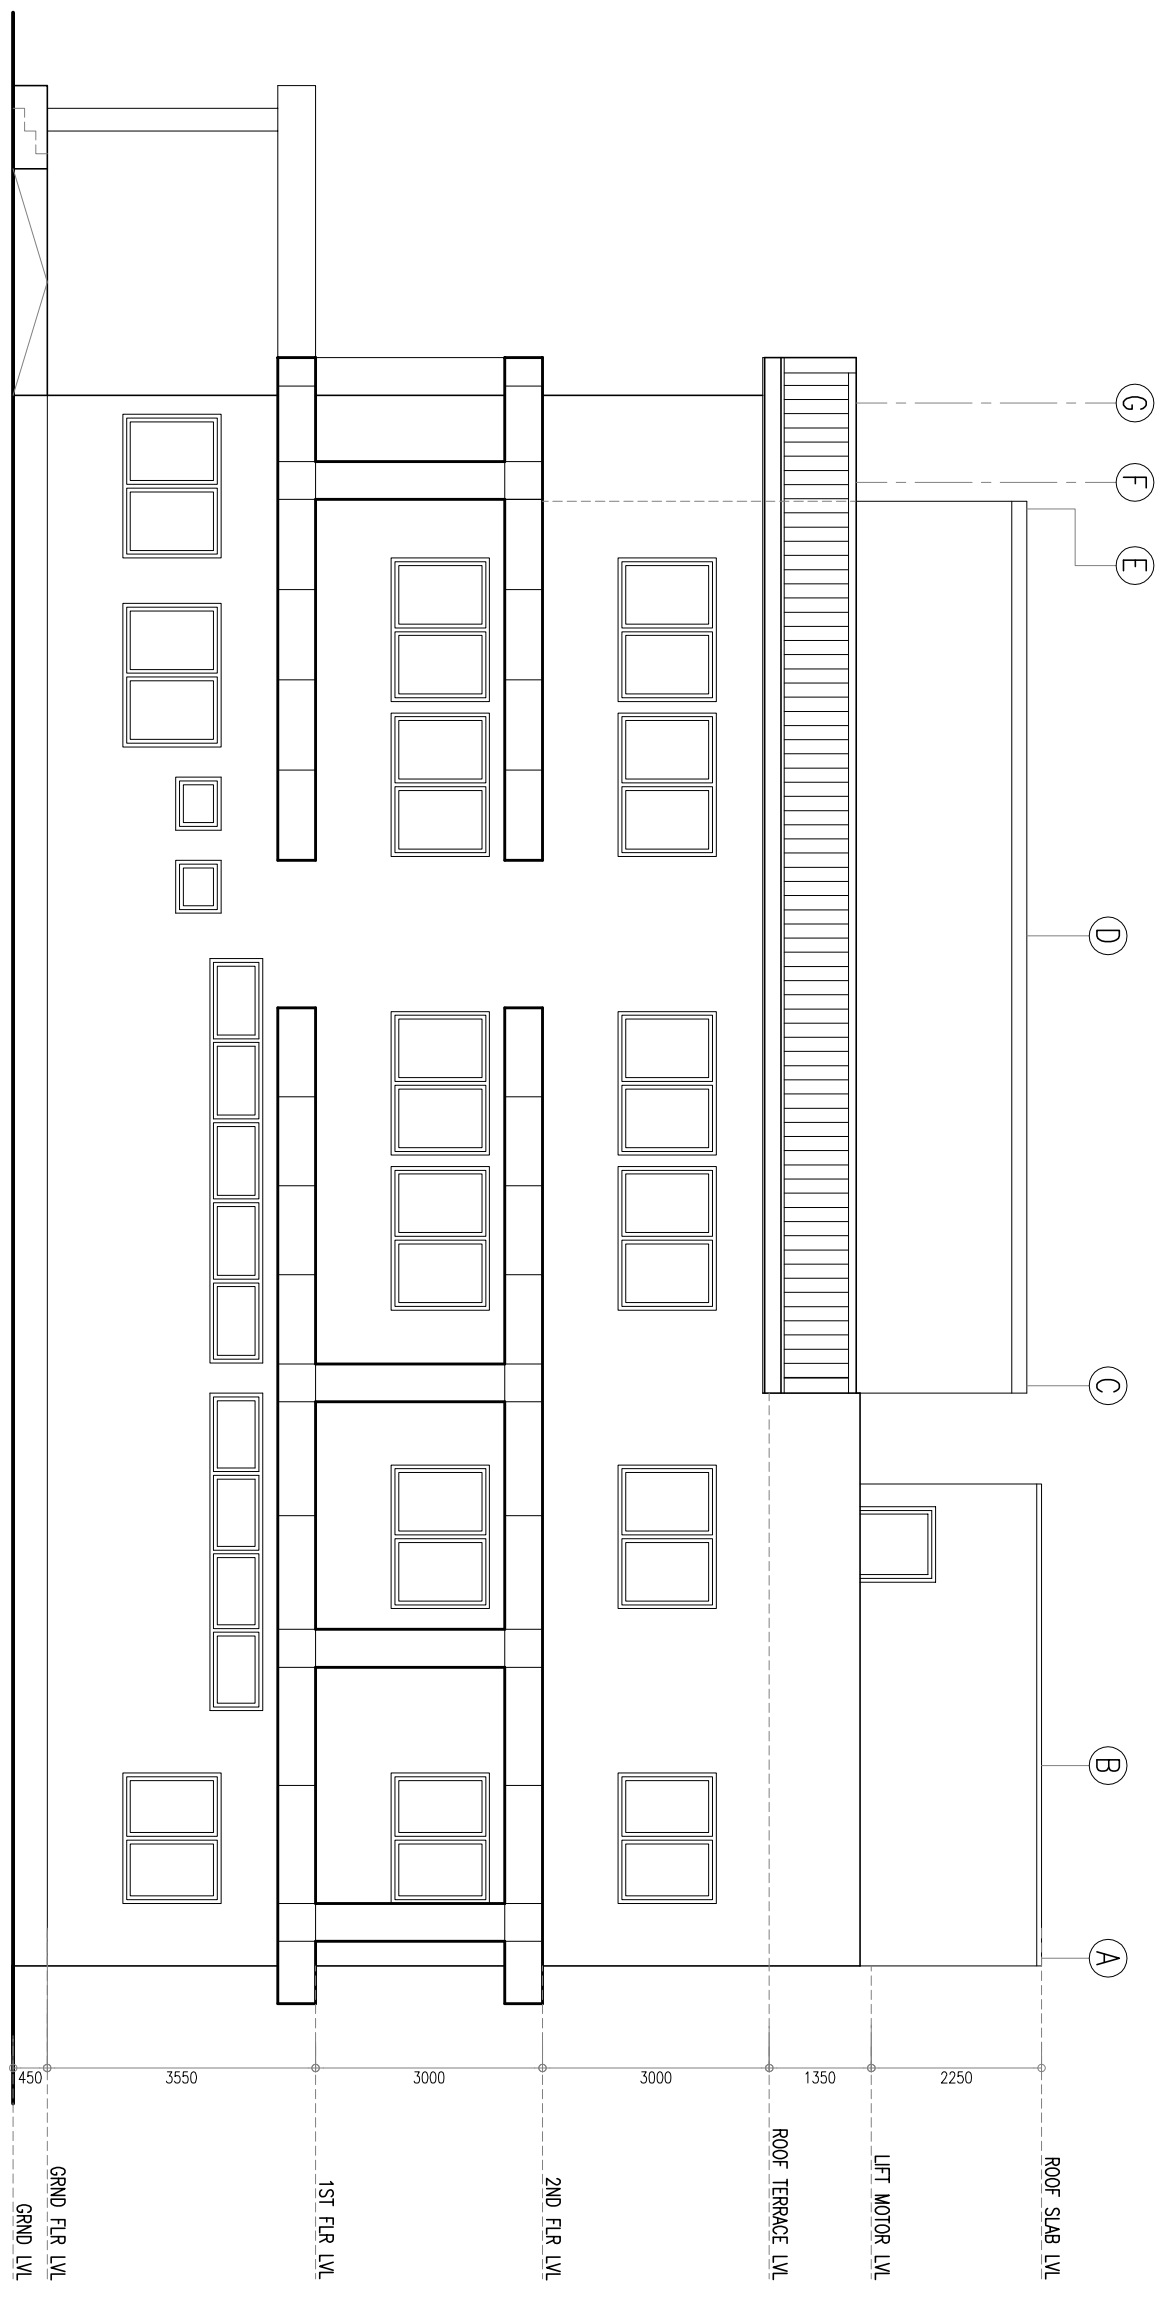 G
F
E
D
C
B
A
450
3550
3000
3000
1350
2250
ROOF SLAB LVL
LIFT MOTOR LVL
ROOF TERRACE LVL
2ND FLR LVL
1ST FLR LVL
GRND FLR LVL
GRND LVL